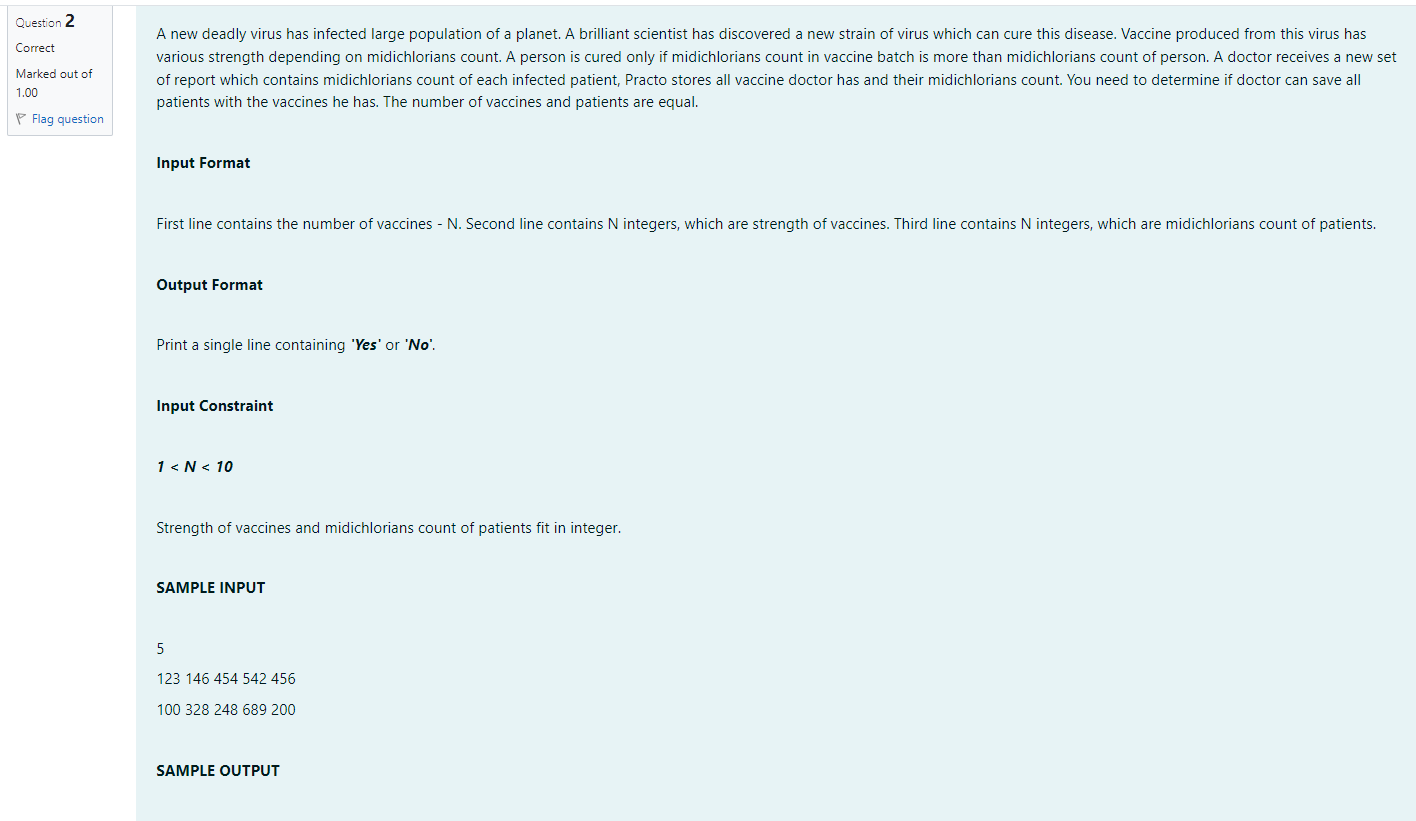 Question 2
Correct
Marked out of
1.00
Flag question
A new deadly virus has infected large population of a planet. A brilliant scientist has discovered a new strain of virus which can cure this disease. Vaccine produced from this virus has
various strength depending on midichlorians count. A person is cured only if midichlorians count in vaccine batch is more than midichlorians count of person. A doctor receives a new set
of report which contains midichlorians count of each infected patient, Practo stores all vaccine doctor has and their midichlorians count. You need to determine if doctor can save all
patients with the vaccines he has. The number of vaccines and patients are equal.
Input Format
First line contains the number of vaccines - N. Second line contains N integers, which are strength of vaccines. Third line contains N integers, which are midichlorians count of patients.
Output Format
Print a single line containing 'Yes' or 'No'.
Input Constraint
1 < N < 10
Strength of vaccines and midichlorians count of patients fit in integer.
SAMPLE INPUT
5
123 146 454 542 456
100 328 248 689 200
SAMPLE OUTPUT